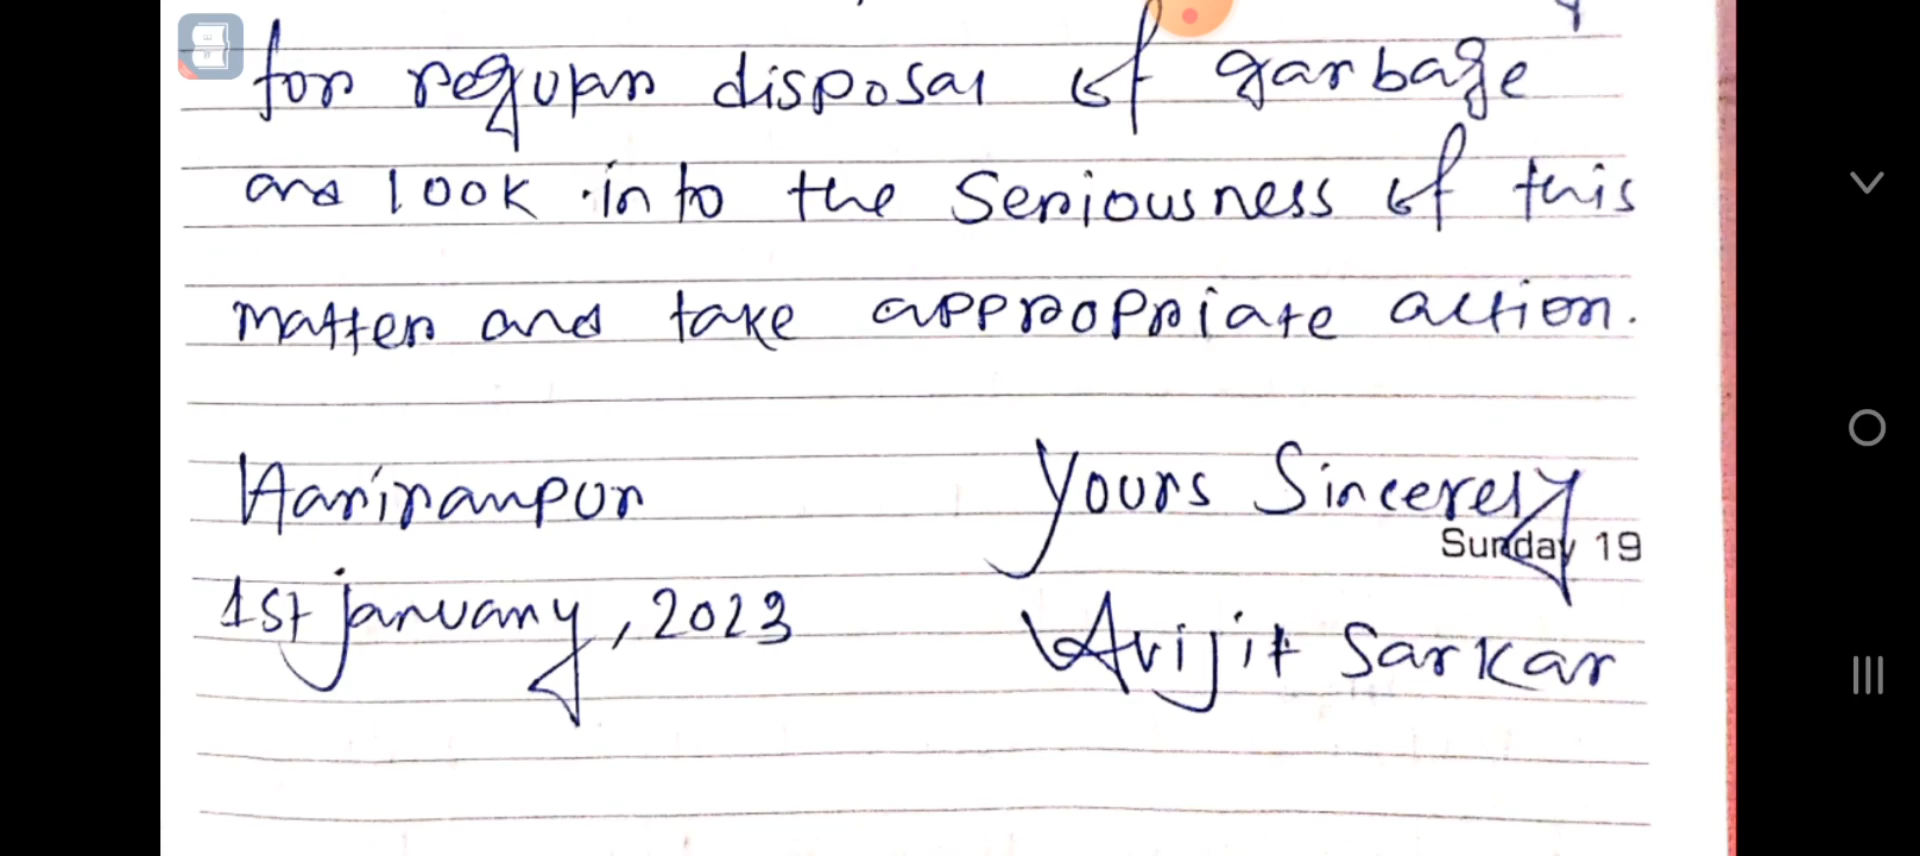 for regular disposal of garbage
and look into the seriousness of this
matter and take appropriate action.
Harirampur
Yours Sincerely
Sunday 19
1st january, 2023
Avijit Sarkar